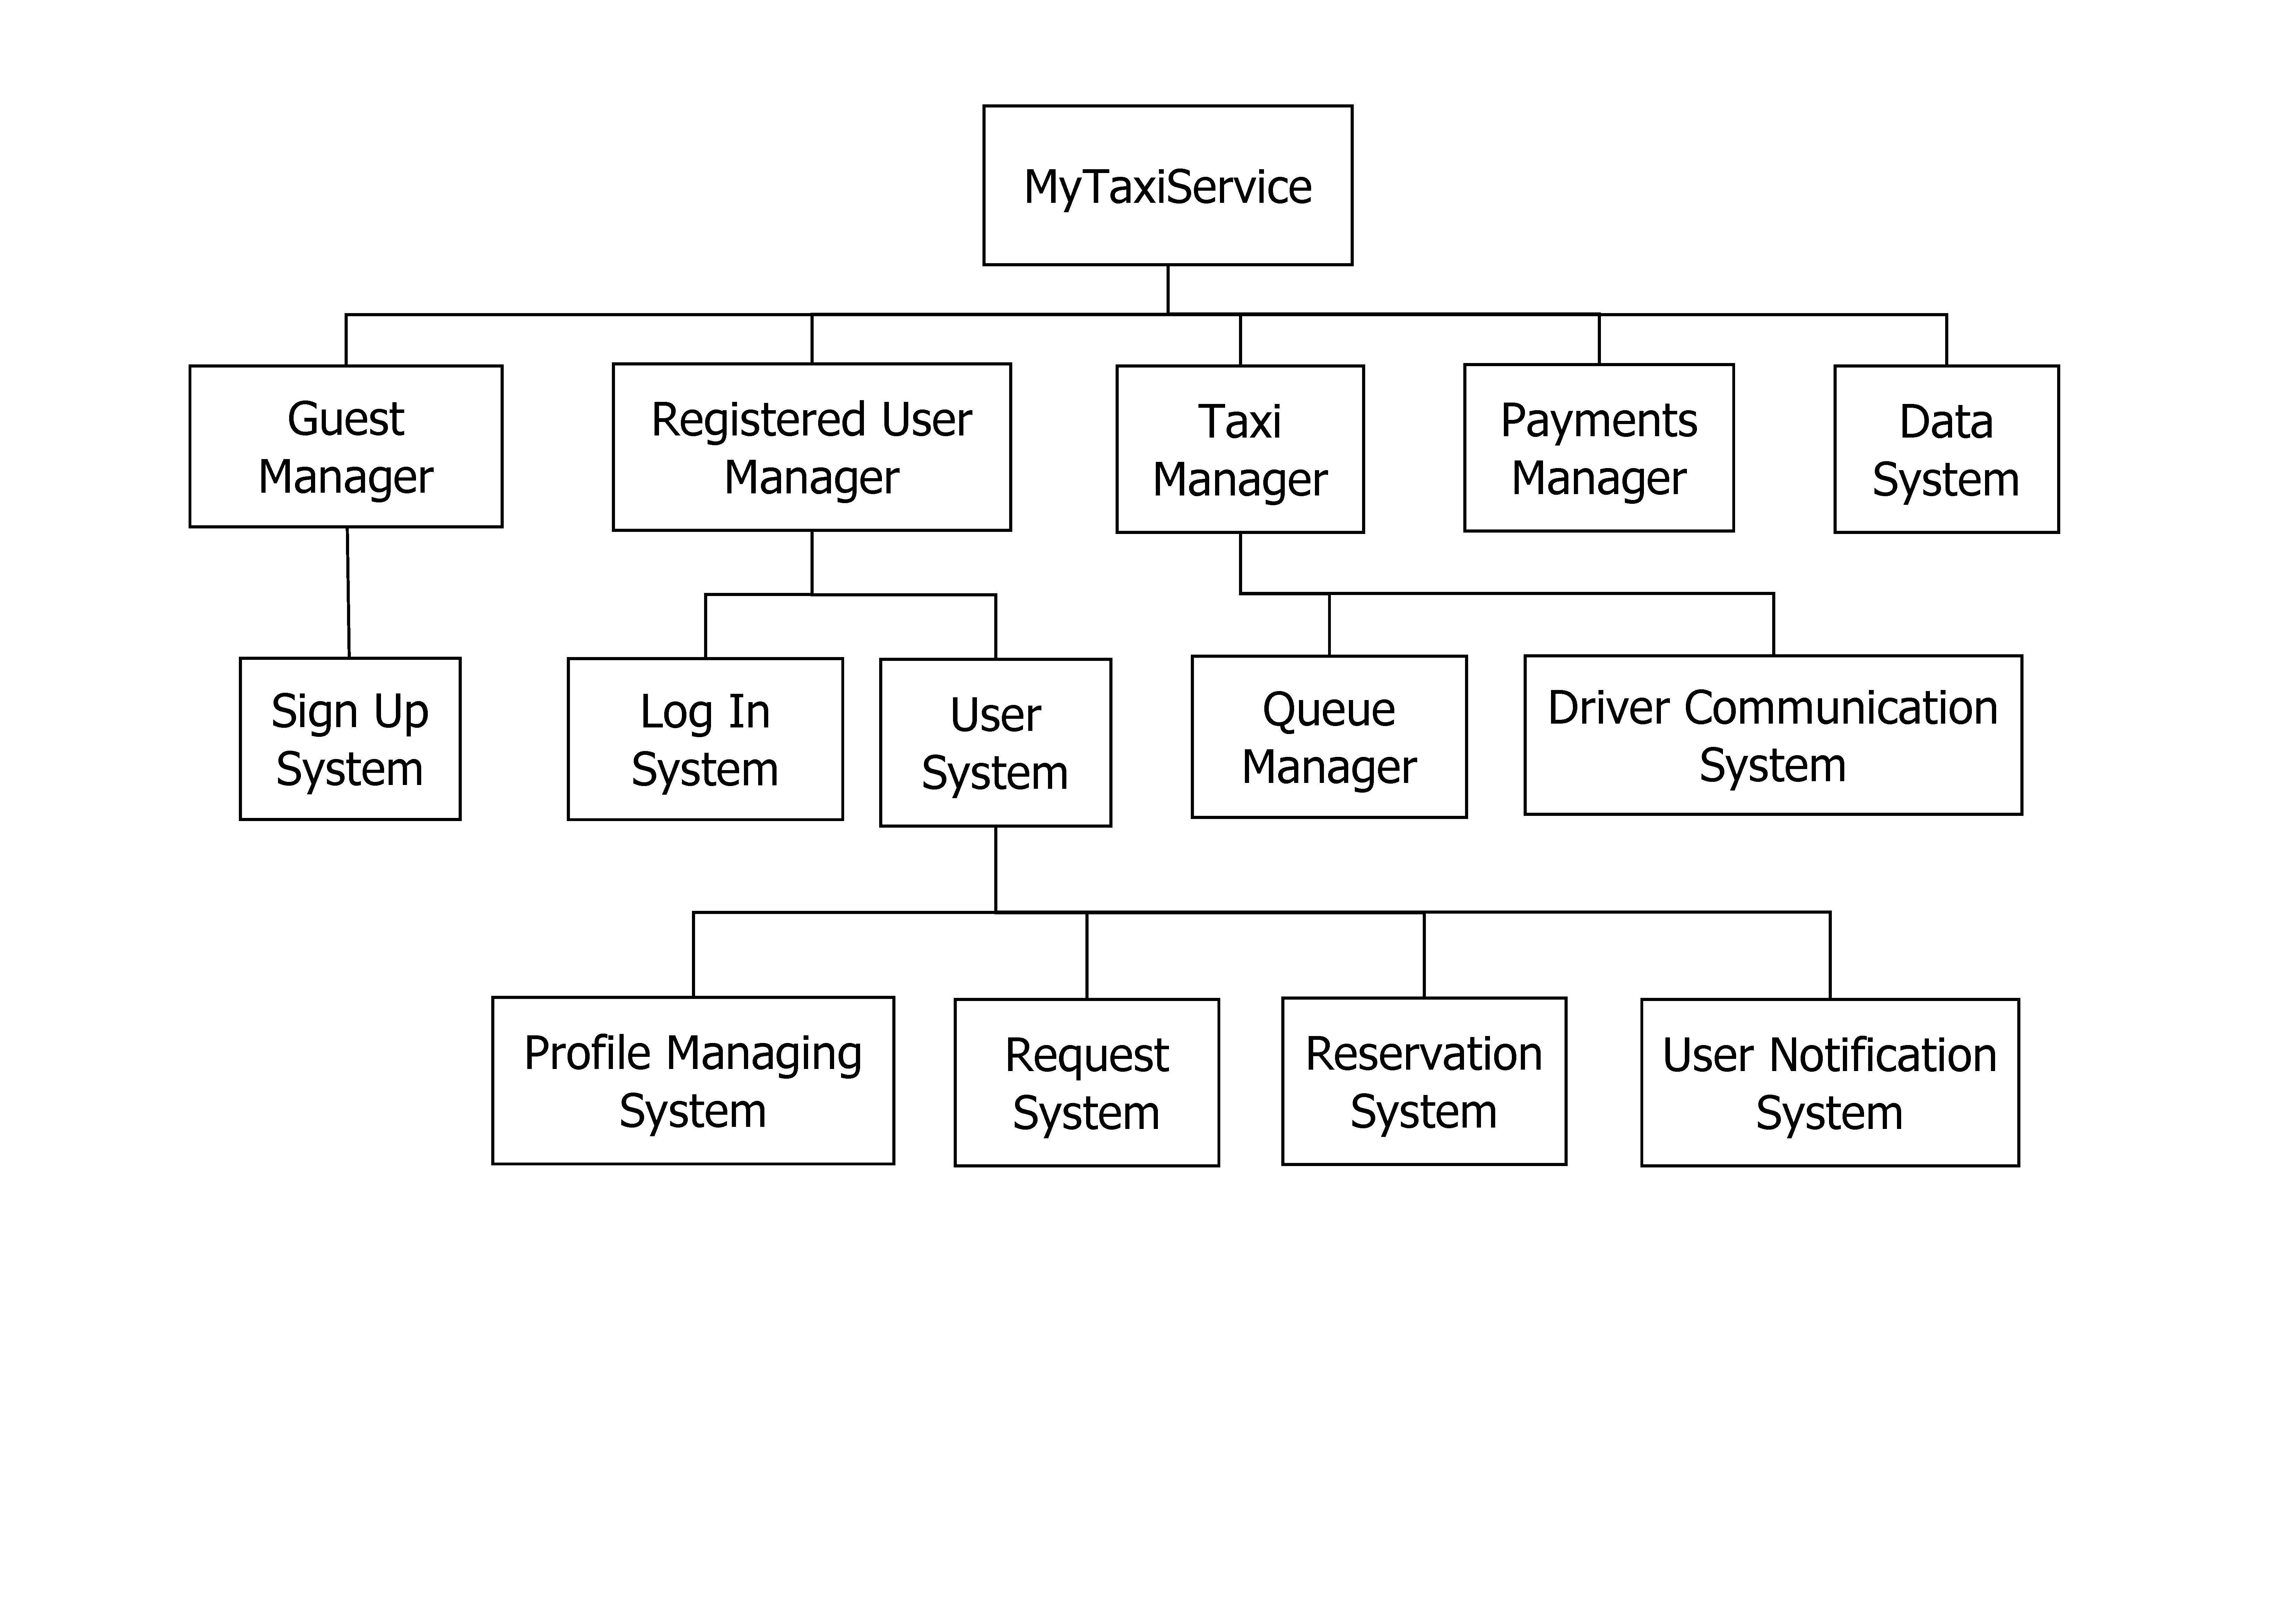 MyTaxiService
Guest
Manager
Registered User
Manager
Taxi
Manager
Payments
Manager
Data
System
Sign Up
System
Log In
System
User
System
Queue
Manager
Driver Communication
System
Profile Managing
System
Request
System
Reservation
System
User Notification
System